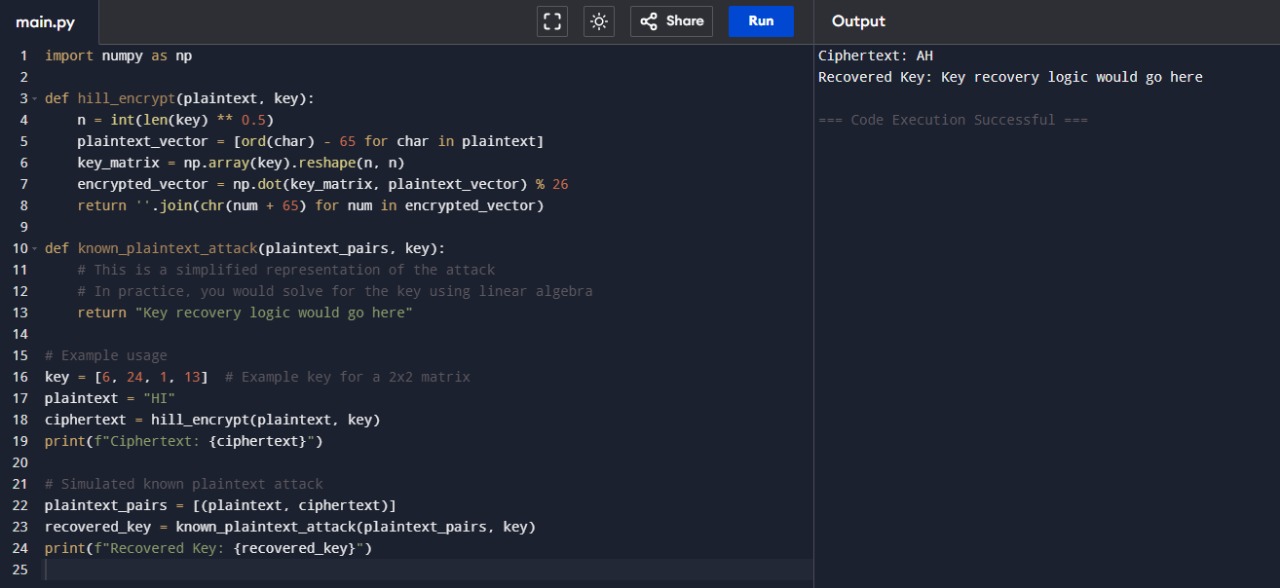 main.py
Share
Run
Output
1 import numpy as np
2
3 def hill_encrypt(plaintext, key):
4     n = int(len(key) ** 0.5)
5     plaintext_vector = [ord(char) - 65 for char in plaintext]
6     key_matrix = np.array(key).reshape(n, n)
7     encrypted_vector = np.dot(key_matrix, plaintext_vector) % 26
8     return ''.join(chr(num + 65) for num in encrypted_vector)
9
10 def known_plaintext_attack(plaintext_pairs, key):
11     # This is a simplified representation of the attack
12     # In practice, you would solve for the key using linear algebra
13     return "Key recovery logic would go here"
14
15 # Example usage
16 key = [6, 24, 1, 13]  # Example key for a 2x2 matrix
17 plaintext = "HI"
18 ciphertext = hill_encrypt(plaintext, key)
19 print(f"Ciphertext: {ciphertext}")
20
21 # Simulated known plaintext attack
22 plaintext_pairs = [(plaintext, ciphertext)]
23 recovered_key = known_plaintext_attack(plaintext_pairs, key)
24 print(f"Recovered Key: {recovered_key}")
25
Ciphertext: AH
Recovered Key: Key recovery logic would go here
=== Code Execution Successful ===